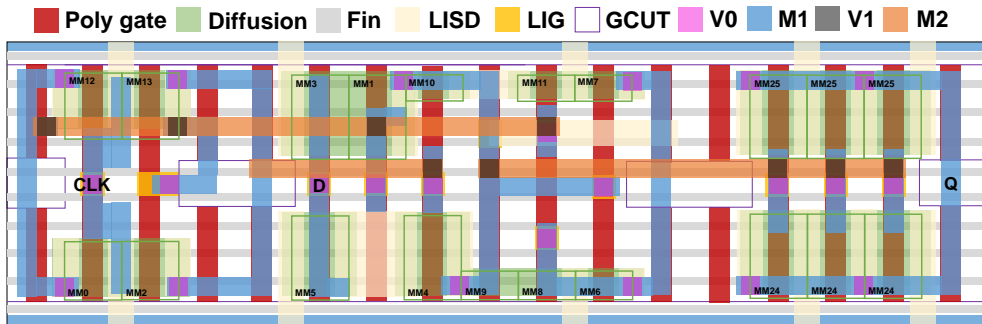 Poly gate Diffusion Fin LISD LIG GCUT V0 M1 V1 M2
MM12 MM13 MM3 MM1 MM10 MM11 MM7 MM25 MM25 MM25
CLK D Q
MM0 MM2 MM5 MM4 MM9 MM8 MM6 MM24 MM24 MM24